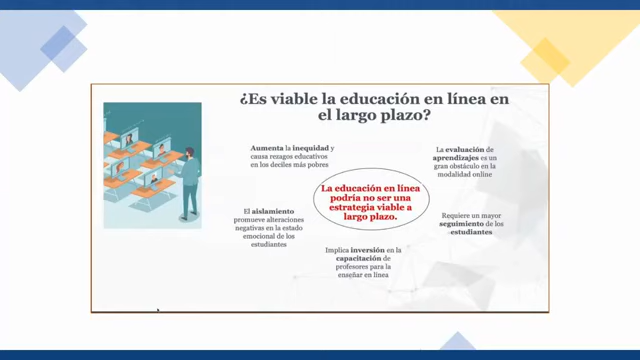 ¿Es viable la educación en línea en
el largo plazo?
Aumenta la inequidad y
causa rezagos educativos
en los deciles más pobres
La evaluación de
aprendizajes es un
gran obstáculo en la
modalidad online
La educación en línea
podría no ser una
estrategia viable a
largo plazo.
El aislamiento
promueve alteraciones
negativas en la estado
emocional de los
estudiantes
Requiere un mayor
seguimiento de los
estudiantes
Implica inversión en la
capacitación de
profesores para la
enseñar en línea